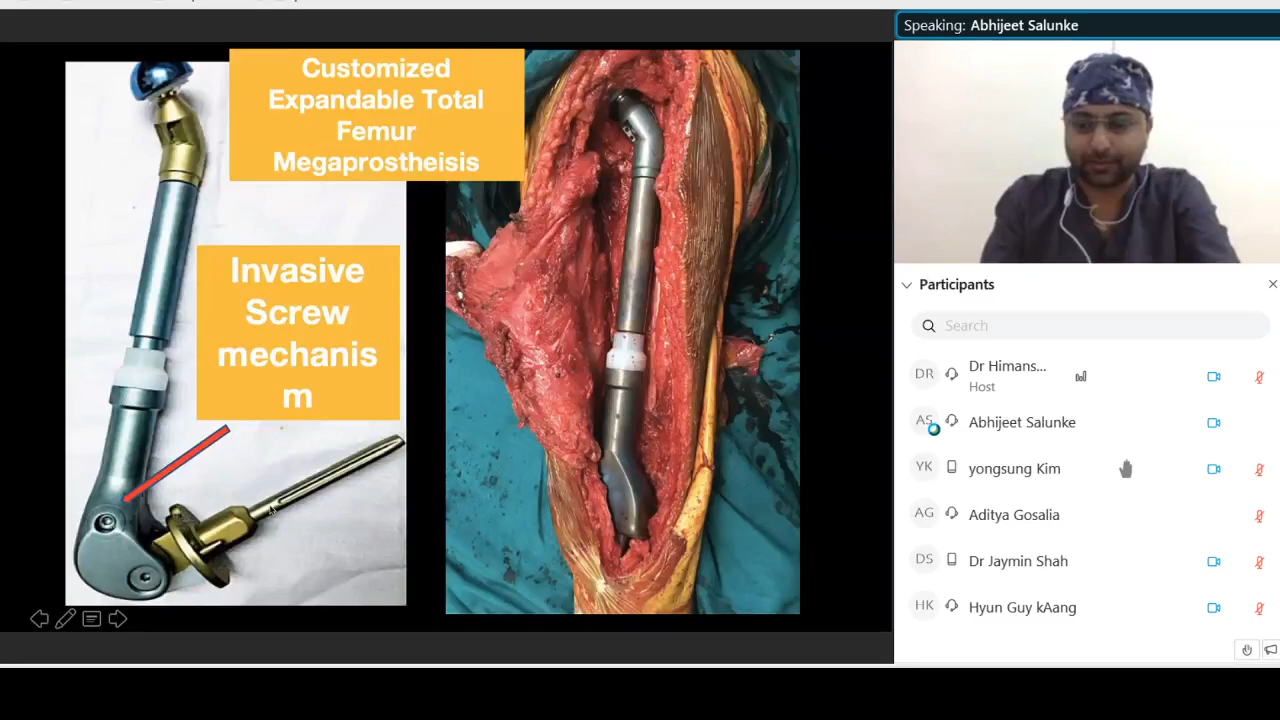 Customized
Expandable Total
Femur
Megaprostheisis
Invasive
Screw
mechanis
m
Speaking: Abhijeet Salunke
Participants
Search
DR
Dr Himans...
Host
AS
Abhijeet Salunke
YK
yongsung Kim
AG
Aditya Gosalia
DS
Dr Jaymin Shah
HK
Hyun Guy kAang